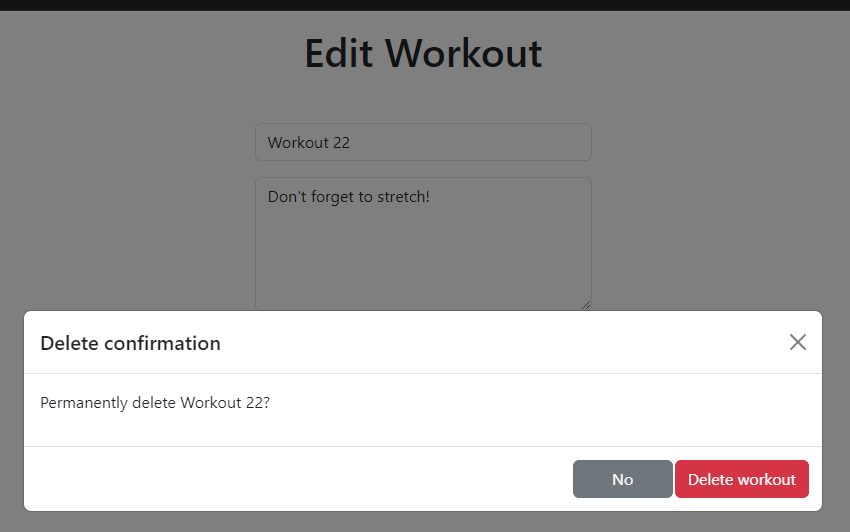 Edit Workout
Workout 22
Don't forget to stretch!
Delete confirmation
Permanently delete Workout 22?
No
Delete workout